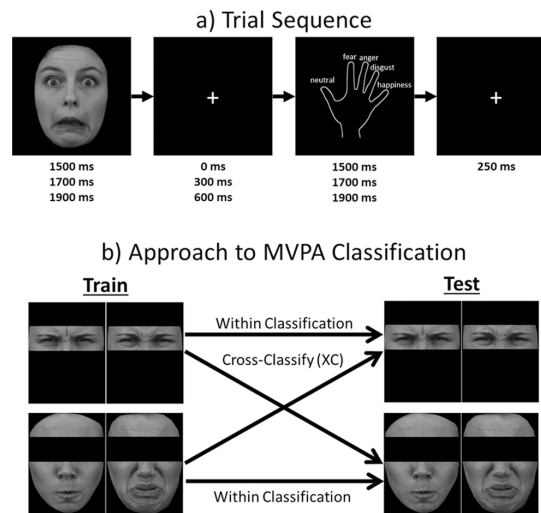 a) Trial Sequence
fear anger
disgust
neutral
happiness
1500 ms
1700 ms
1900 ms
0 ms
300 ms
600 ms
1500 ms
1700 ms
1900 ms
250 ms
b) Approach to MVPA Classification
Train
Test
Within Classification
Cross-Classify (XC)
Within Classification